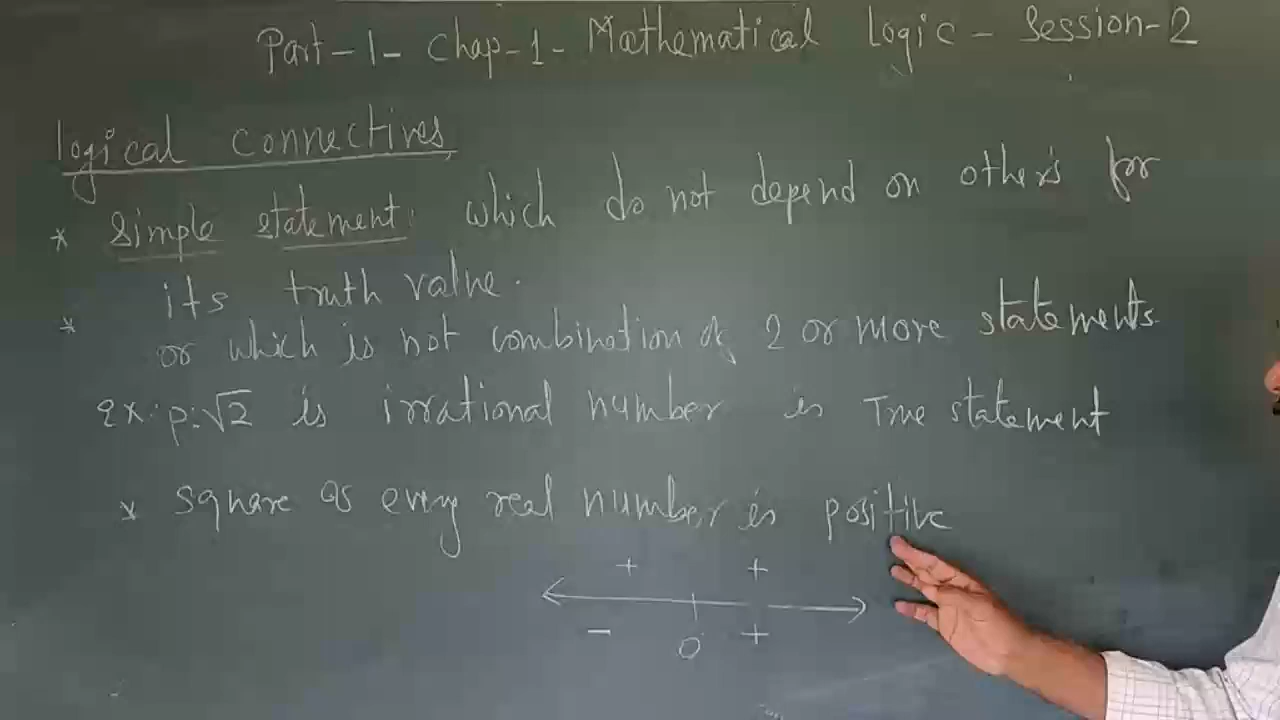 Part-1- Chap-1- Mathematical Logic - Session-2
logical connectives
* Simple statement: which do not depend on others for
its truth value.
* or which is not combination of 2 or more statements
ex: p: √2 is irrational number is True statement
* Square of every real number is positive
+ +
- 0 +